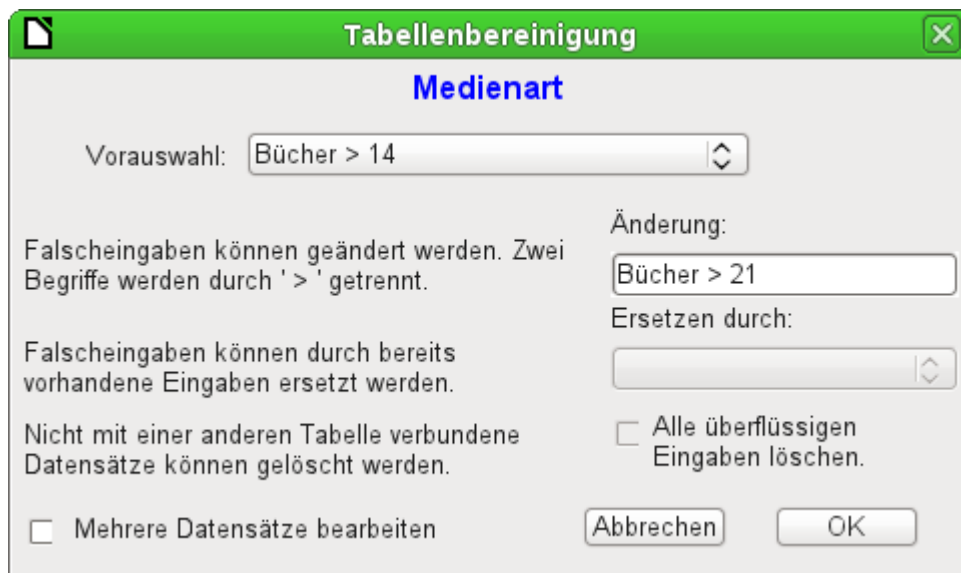 Tabellenbereinigung
Medienart
Vorauswahl: Bücher > 14
Falscheingaben können geändert werden. Zwei
Begriffe werden durch ' > ' getrennt.
Änderung:
Bücher > 21
Falscheingaben können durch bereits
vorhandene Eingaben ersetzt werden.
Ersetzen durch:
Nicht mit einer anderen Tabelle verbundene
Datensätze können gelöscht werden.
Alle überflüssigen
Eingaben löschen.
Mehrere Datensätze bearbeiten
Abbrechen
OK